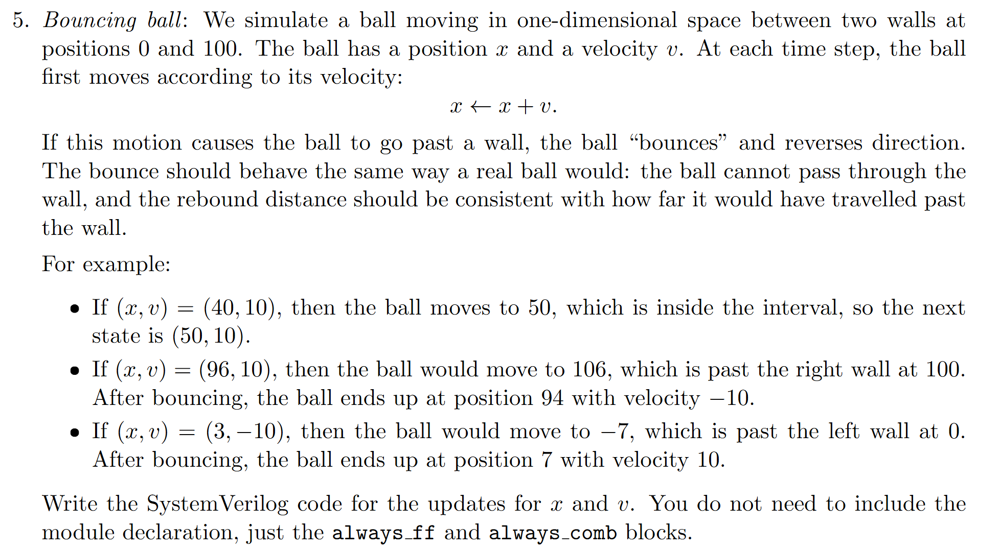 5. Bouncing ball: We simulate a ball moving in one-dimensional space between two walls at
positions 0 and 100. The ball has a position x and a velocity v. At each time step, the ball
first moves according to its velocity:
x ← x + v.
If this motion causes the ball to go past a wall, the ball “bounces” and reverses direction.
The bounce should behave the same way a real ball would: the ball cannot pass through the
wall, and the rebound distance should be consistent with how far it would have travelled past
the wall.
For example:
• If (x, v) = (40, 10), then the ball moves to 50, which is inside the interval, so the next
state is (50, 10).
• If (x, v) = (96, 10), then the ball would move to 106, which is past the right wall at 100.
After bouncing, the ball ends up at position 94 with velocity −10.
• If (x, v) = (3, −10), then the ball would move to −7, which is past the left wall at 0.
After bouncing, the ball ends up at position 7 with velocity 10.
Write the SystemVerilog code for the updates for x and v. You do not need to include the
module declaration, just the always_ff and always_comb blocks.